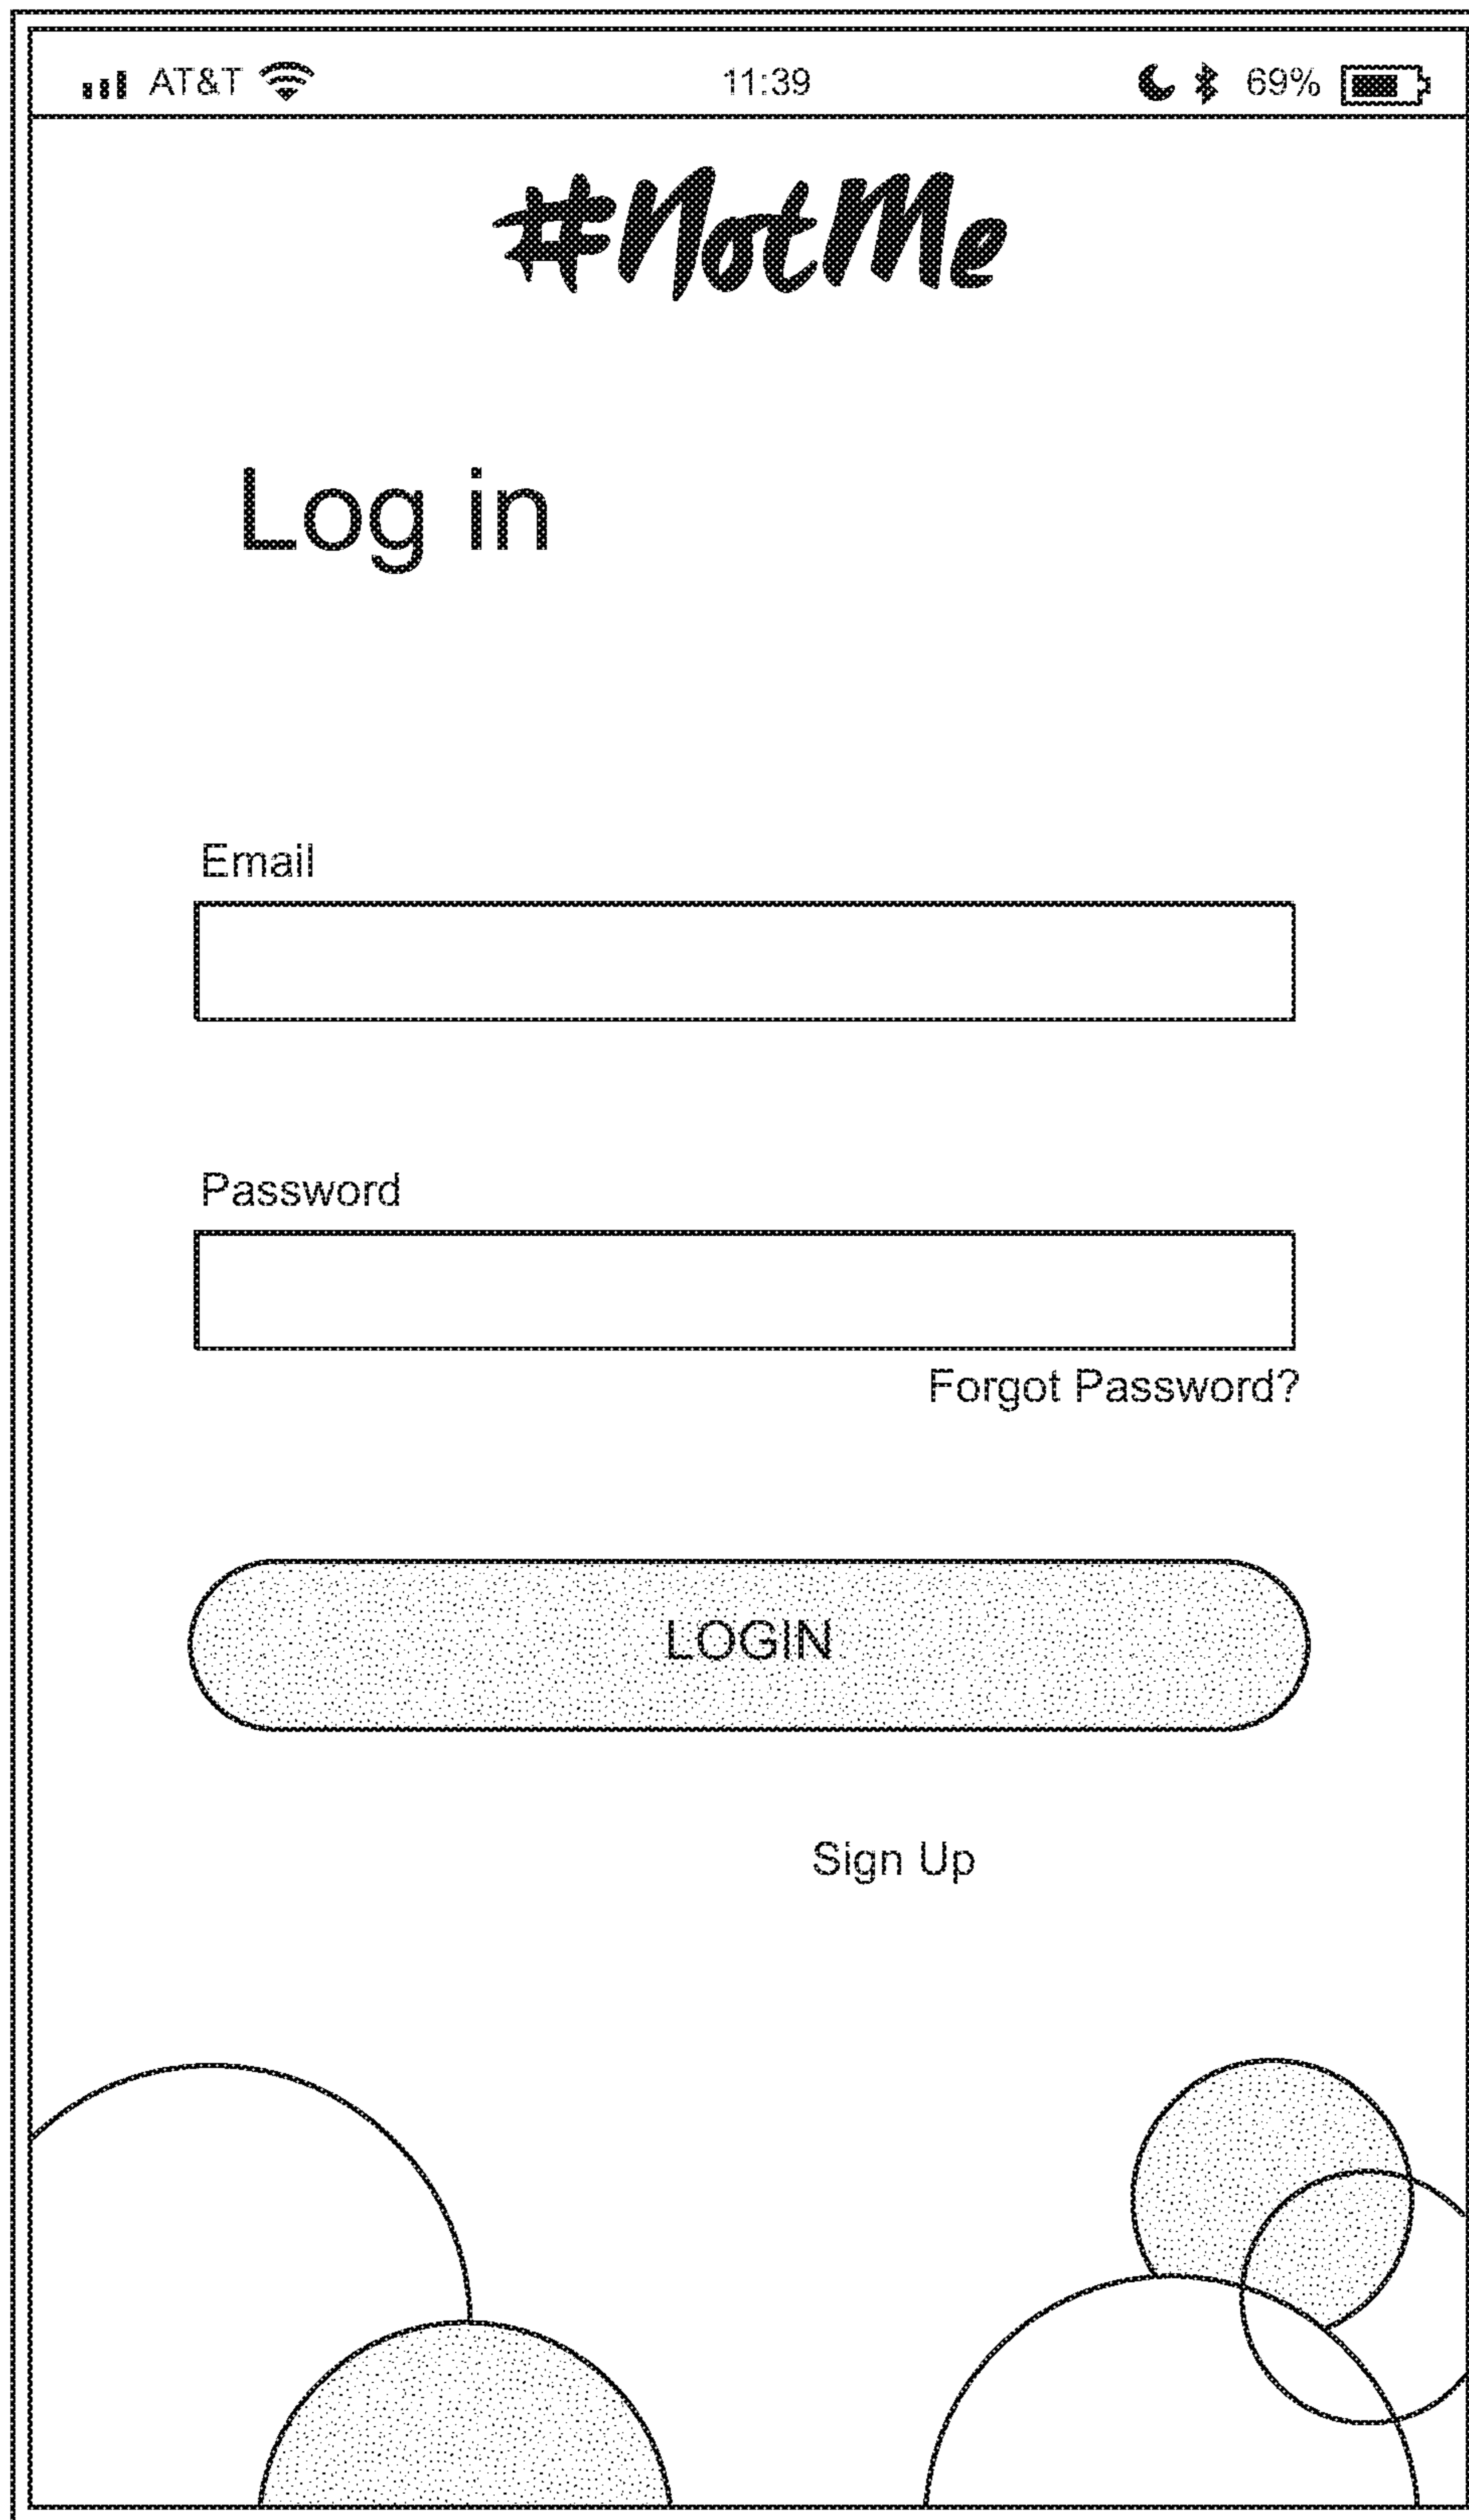 AT&T 11:39 69%
#NotMe
Log in
Email
Password
Forgot Password?
LOGIN
Sign Up